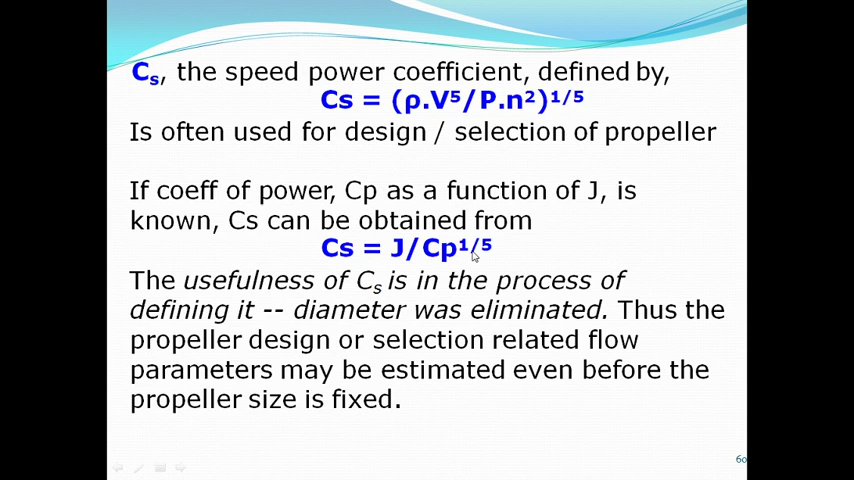 Cₛ, the speed power coefficient, defined by,
Cs = (ρ.V⁵/P.n²)¹/⁵
Is often used for design / selection of propeller
If coeff of power, Cp as a function of J, is
known, Cs can be obtained from
Cs = J/Cp¹/⁵
The usefulness of Cₛ is in the process of
defining it -- diameter was eliminated. Thus the
propeller design or selection related flow
parameters may be estimated even before the
propeller size is fixed.
60